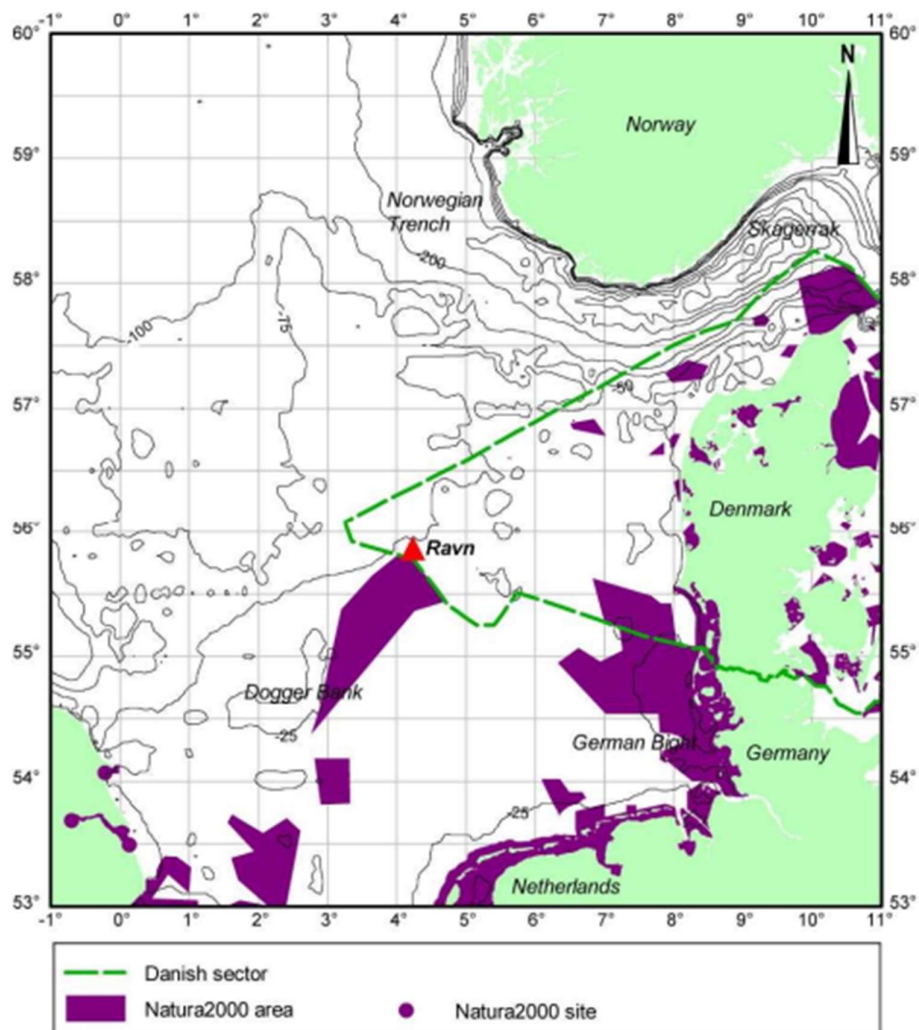 -1° 0° 1° 2° 3° 4° 5° 6° 7° 8° 9° 10° 11°
60° 60°
N
Norway
59° 59°
Norwegian
Trench
Skagerrak
-200
58° 58°
-100
-75
-50
57° 57°
Denmark
56° 56°
Ravn
55° 55°
Dogger Bank
-25
German Bight
Germany
54° 54°
-25
Netherlands
53° 53°
-1° 0° 1° 2° 3° 4° 5° 6° 7° 8° 9° 10° 11°
Danish sector
Natura2000 area Natura2000 site